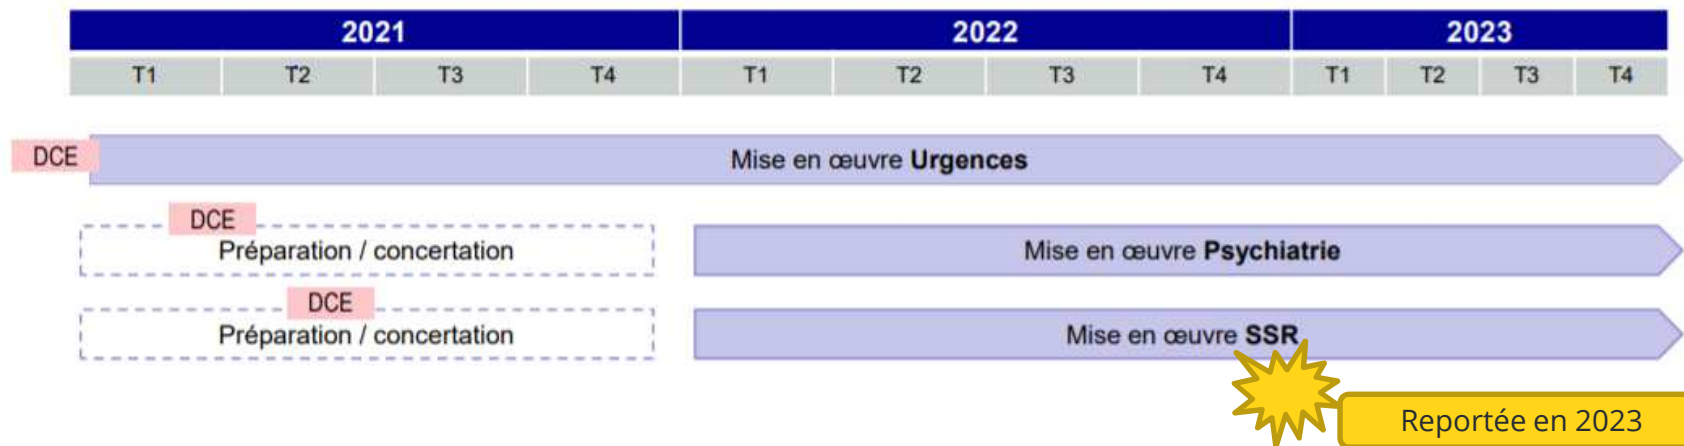 2021 2022 2023
T1 T2 T3 T4 T1 T2 T3 T4 T1 T2 T3 T4
DCE
Mise en œuvre Urgences
DCE
Préparation / concertation
Mise en œuvre Psychiatrie
DCE
Préparation / concertation
Mise en œuvre SSR
Reportée en 2023